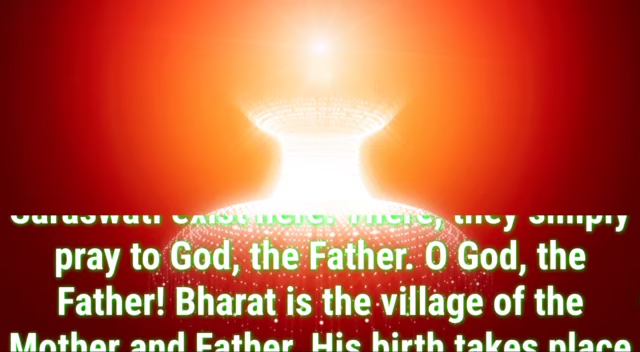 Saraswati exist here. There, they simply
pray to God, the Father. O God, the
Father! Bharat is the village of the
Mother and Father. His birth takes place